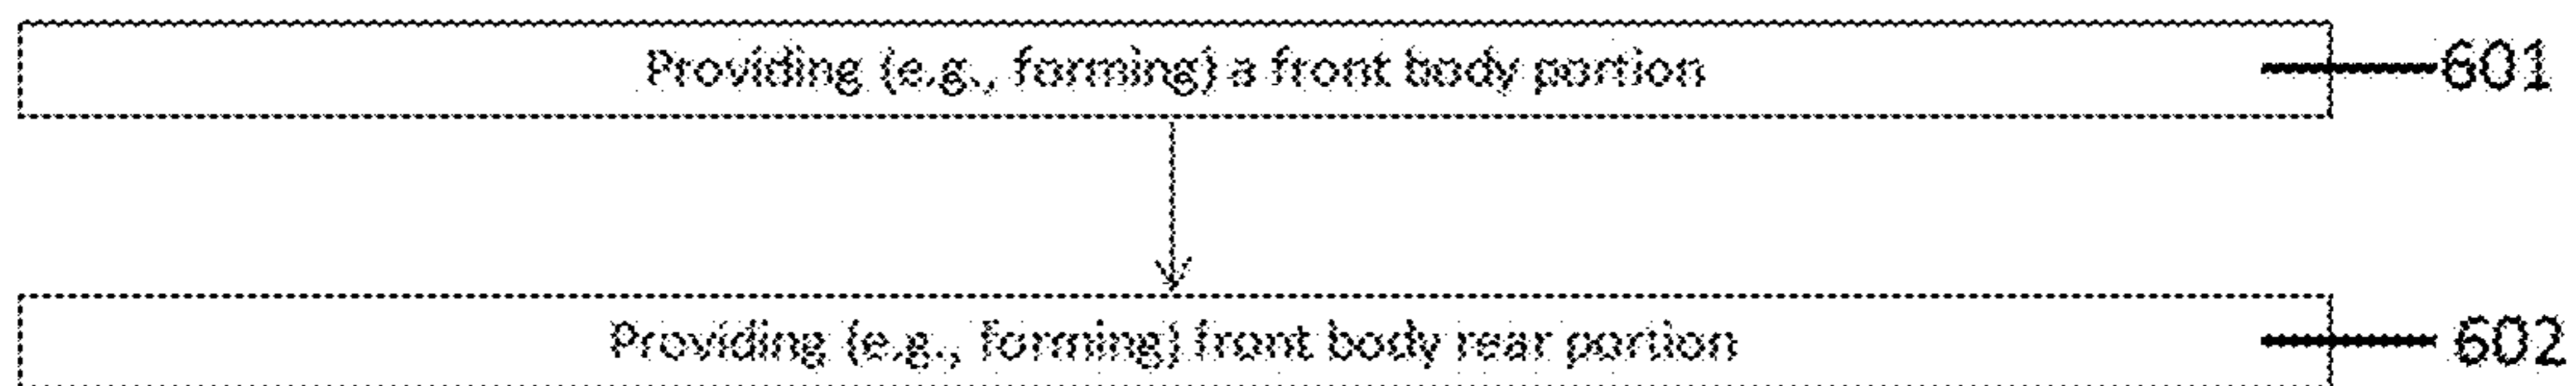 Providing (e.g., forming) a front body portion 601
Providing (e.g., forming) front body rear portion 602